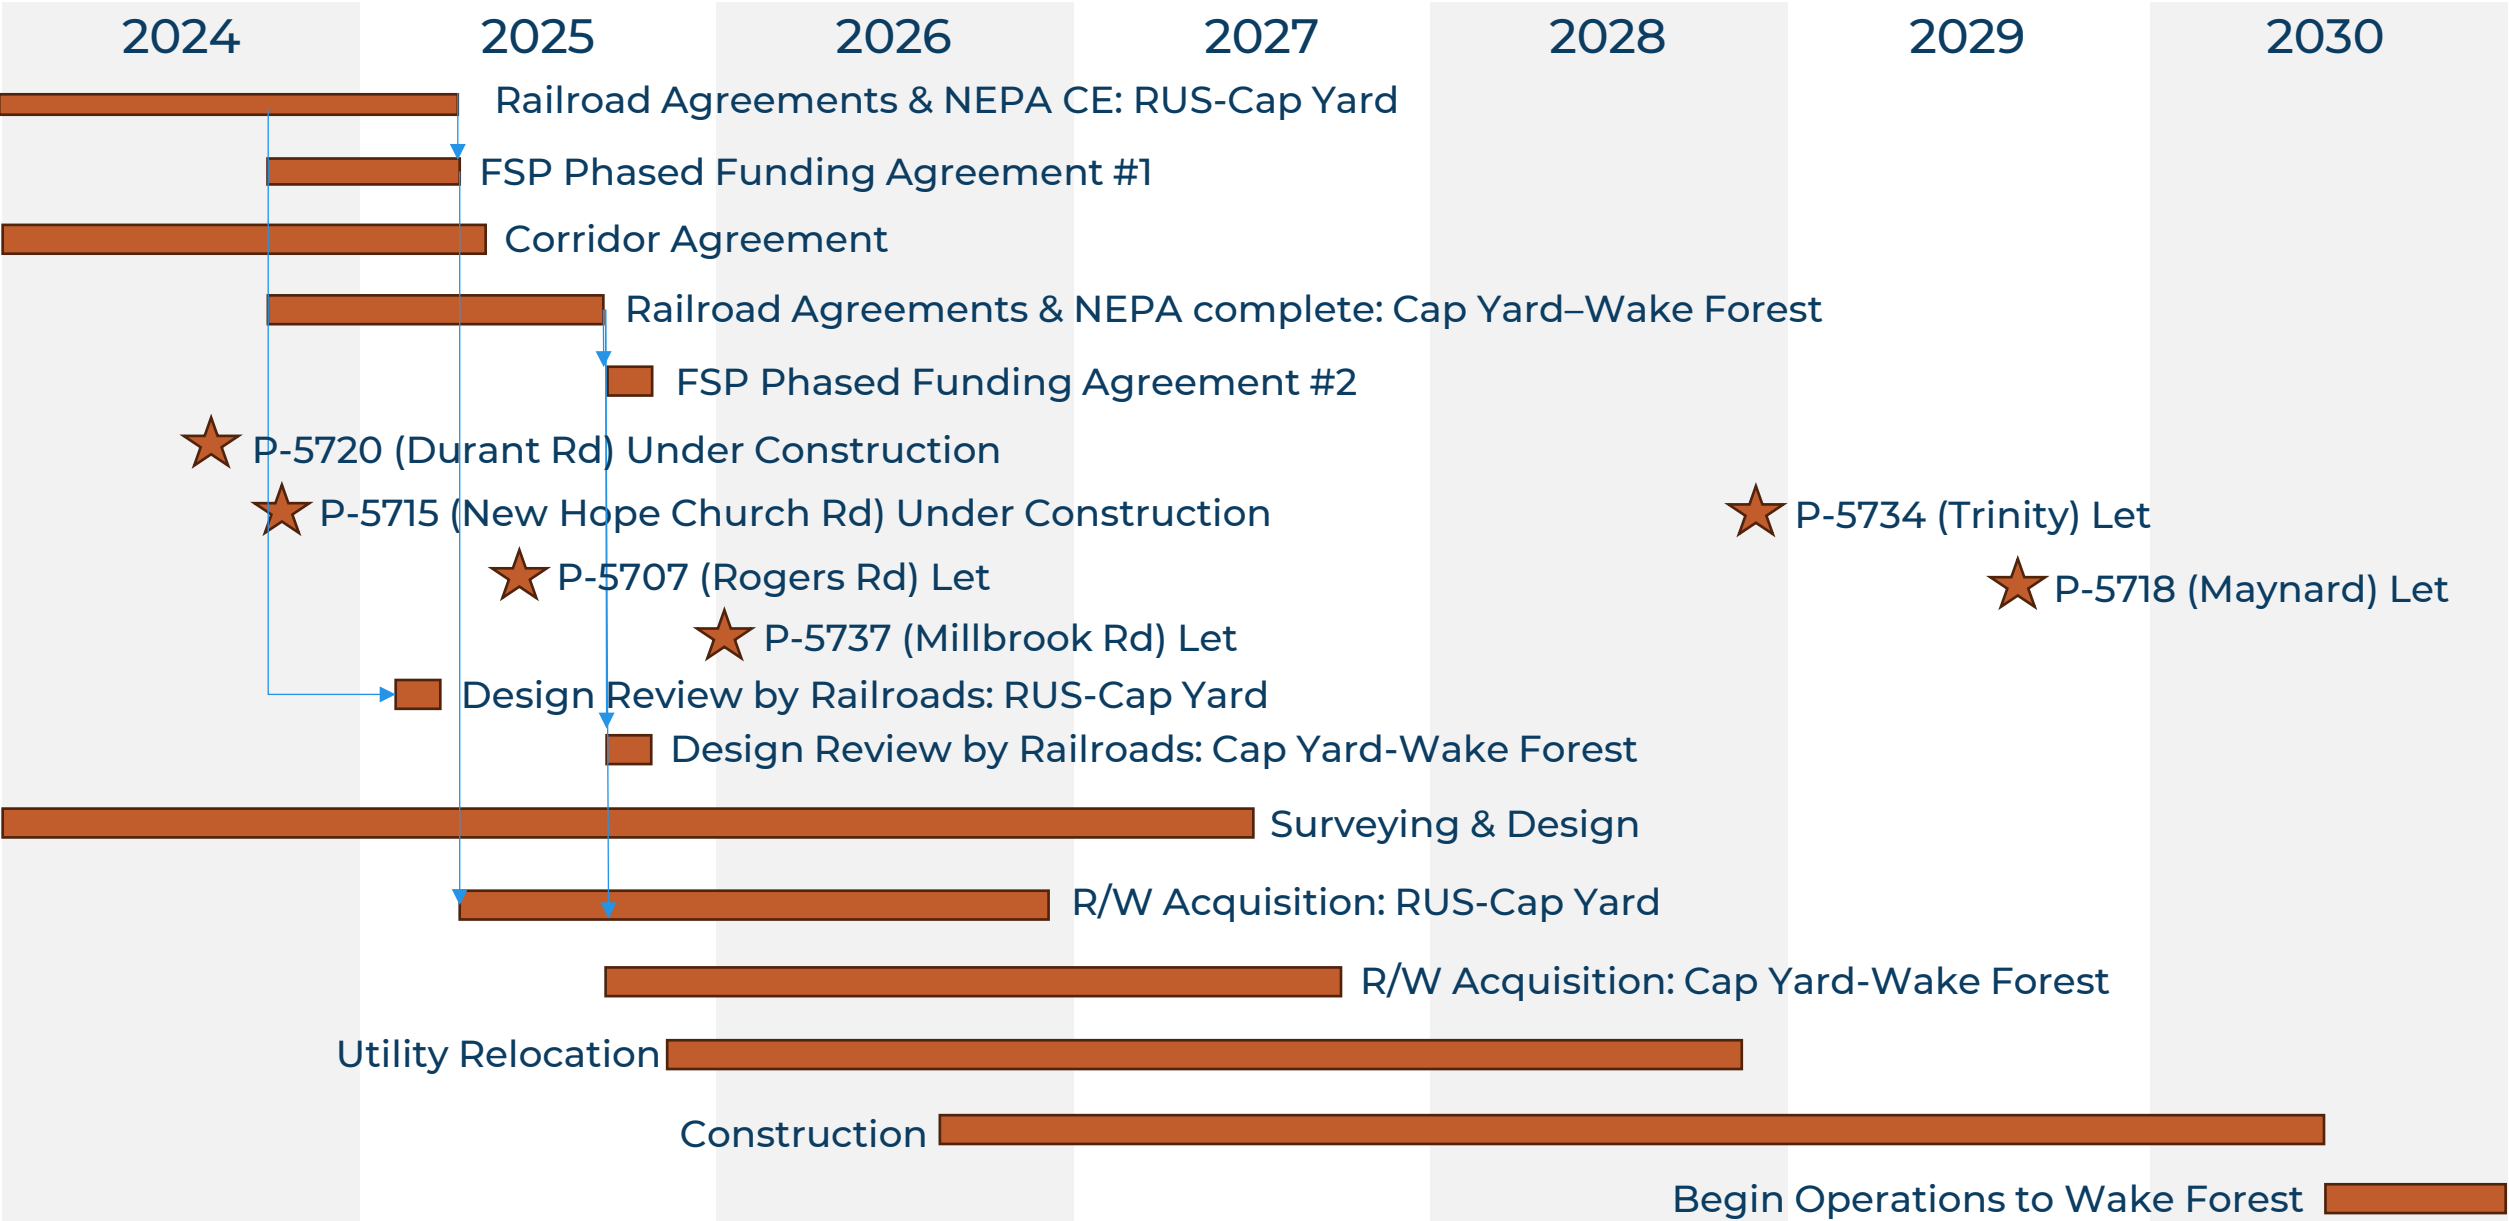 2024 2025 2026 2027 2028 2029 2030
Railroad Agreements & NEPA CE: RUS-Cap Yard
FSP Phased Funding Agreement #1
Corridor Agreement
Railroad Agreements & NEPA complete: Cap Yard–Wake Forest
FSP Phased Funding Agreement #2
P-5720 (Durant Rd) Under Construction
P-5715 (New Hope Church Rd) Under Construction
P-5734 (Trinity) Let
P-5707 (Rogers Rd) Let
P-5718 (Maynard) Let
P-5737 (Millbrook Rd) Let
Design Review by Railroads: RUS-Cap Yard
Design Review by Railroads: Cap Yard-Wake Forest
Surveying & Design
R/W Acquisition: RUS-Cap Yard
R/W Acquisition: Cap Yard-Wake Forest
Utility Relocation
Construction
Begin Operations to Wake Forest